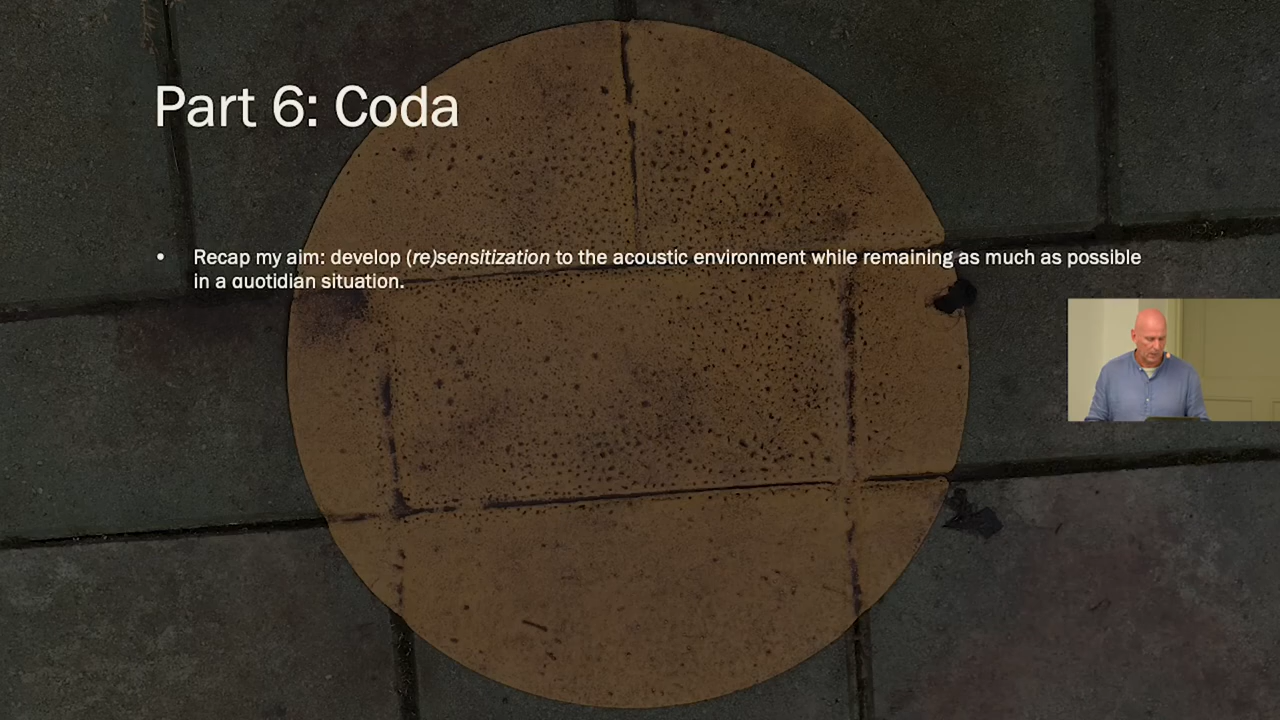 Part 6: Coda
• Recap my aim: develop (re)sensitization to the acoustic environment while remaining as much as possible
in a quotidian situation.